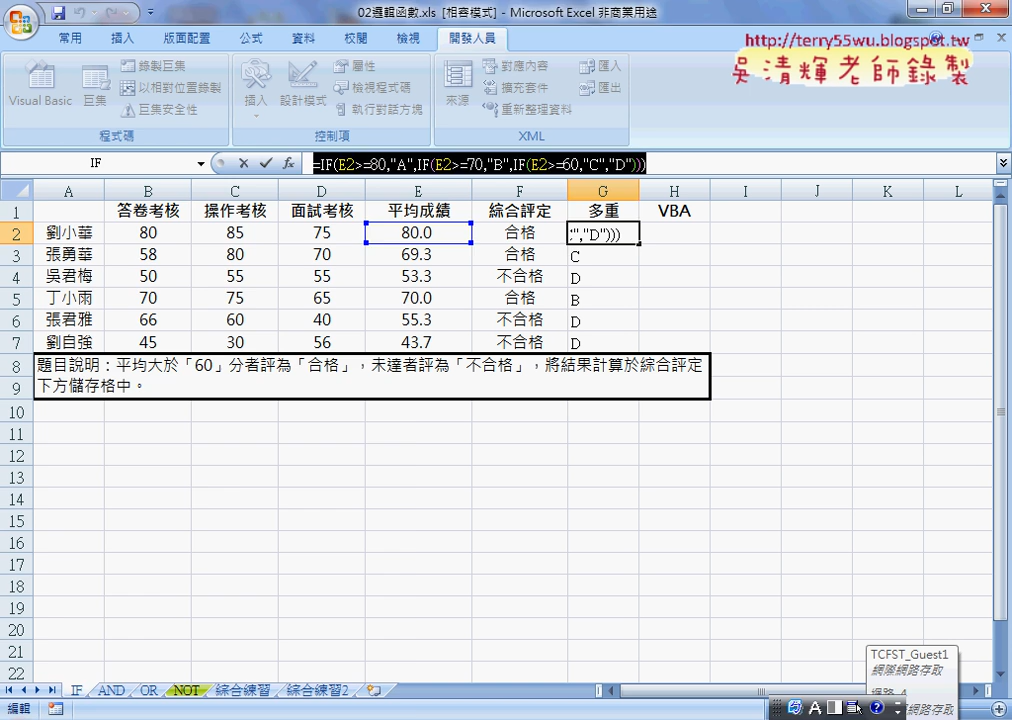 02邏輯函數.xls [相容模式] - Microsoft Excel 非商業用途
常用 插入 版面配置 公式 資料 校閱 檢視 開發人員
http://terry55wu.blogspot.tw
吳清輝老師錄製
Visual Basic 巨集 錄製巨集 以相對位置錄製 巨集安全性
插入 設計模式 屬性 檢視程式碼 執行對話方塊
來源 對應內容 擴充套件 重新整理資料 匯入 匯出
程式碼 控制項 XML
IF =IF(E2>=80,"A",IF(E2>=70,"B",IF(E2>=60,"C","D")))
A B C D E F G H I J K L
1 答卷考核 操作考核 面試考核 平均成績 綜合評定 多重 VBA
2 劉小華 80 85 75 80.0 合格 ","D")))
3 張勇華 58 80 70 69.3 合格 C
4 吳君梅 50 55 55 53.3 不合格 D
5 丁小雨 70 75 65 70.0 合格 B
6 張君雅 66 60 40 55.3 不合格 D
7 劉自強 45 30 56 43.7 不合格 D
8 題目說明：平均大於「60」分者評為「合格」，未達者評為「不合格」，將結果計算於綜合評定
9 下方儲存格中。
10
11
12
13
14
15
16
17
18
19
20
21
22
TCFST_Guest1
網際網路存取
IF AND OR NOT 綜合練習 綜合練習2
編輯 A 網路存取